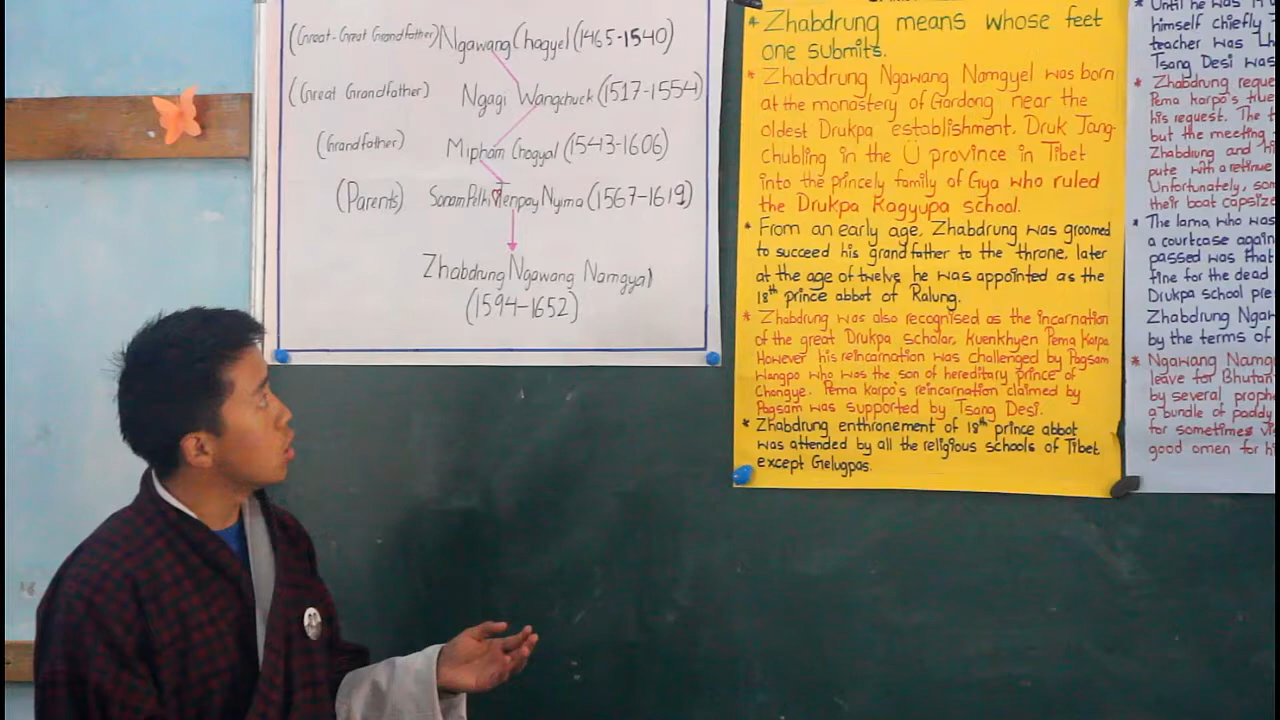 (Great-Great Grandfather) Ngawang Chogyel (1465-1540)
(Great Grandfather) Ngagi Wangchuck (1517-1554)
(Grandfather) Mipham Chogyal (1543-1606)
(Parents) Sonam Pelki Tenpay Nyima (1567-1619)
Zhabdrung Ngawang Namgyal
(1594-1652)
* Zhabdrung means whose feet
one submits.
* Zhabdrung Ngawang Namgyel was born
at the monastery of Gardong near the
oldest Drukpa establishment, Druk Jang-
chubling in the Ü province in Tibet
into the princely family of Gya who ruled
the Drukpa Kagyupa school.
* From an early age, Zhabdrung was groomed
to succeed his grandfather to the throne, later
at the age of twelve he was appointed as the
18th prince abbot of Ralung.
* Zhabdrung was also recognised as the incarnation
of the great Drukpa scholar, Kuenkhyen Pema Karpa
However his reincarnation was challenged by Pagsam
Wangpo who was the son of hereditary prince of
Chongye. Pema Karpo's reincarnation claimed by
Pagsam was supported by Tsang Desi.
* Zhabdrung enthronement of 18th prince abbot
was attended by all the religious schools of Tibet
except Gelugpas.
* Until he was
himself chiefly
teacher was
Tsang Desi was
* Zhabdrung reque
Pema Karpo's
his request. The
but the meeting
Zhabdrung and hi
pute with a retinue
Unfortunately, som
their boat capsize
* The lama, who was
a courtcase again
passed was that
fine for the dead
Drukpa school pre
Zhabdrung Ngaw
by the terms of
* Ngawang Namg
leave for Bhutan
by several proph
a bundle of paddy
for sometimes vi
good omen for hi